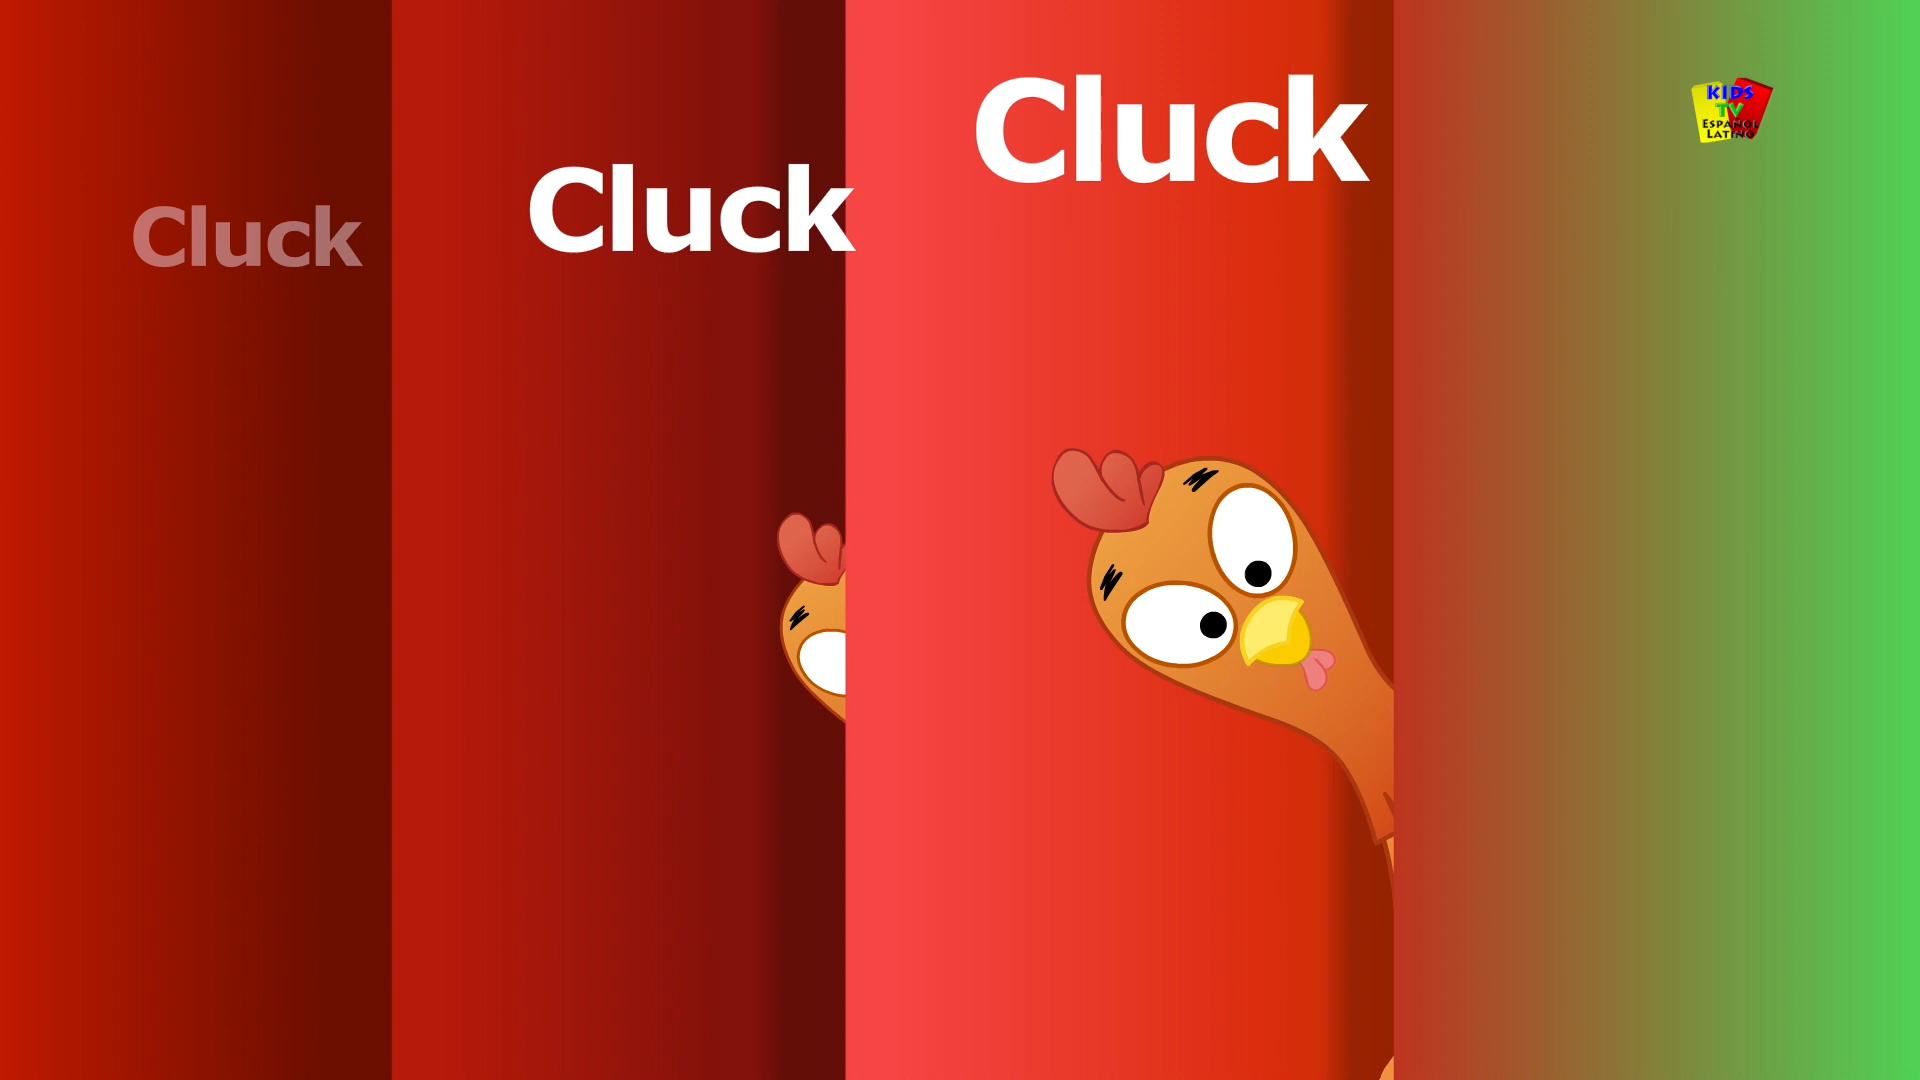 Cluck
Cluck
Cluck
KIDS
TV
ESPAÑOL
LATINO